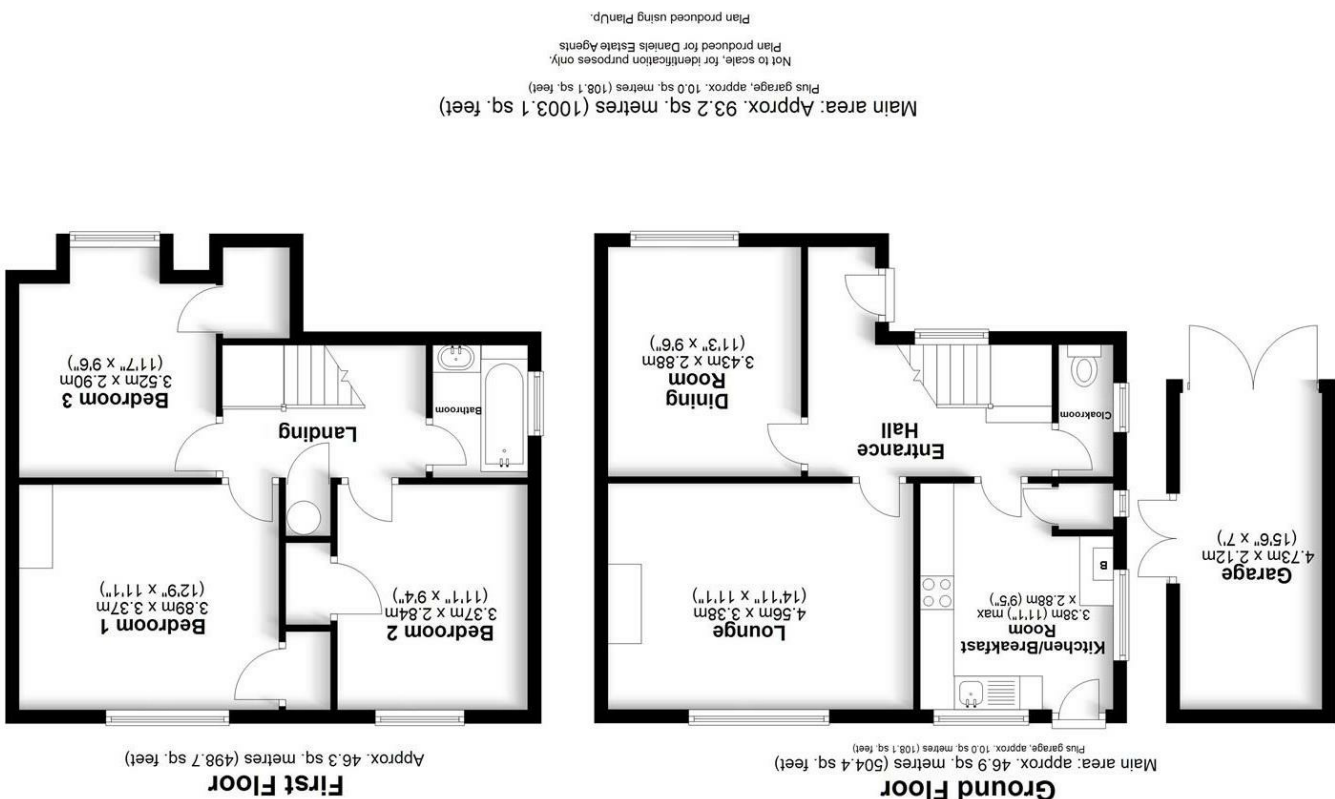 Ground Floor
Main area: approx. 46.9 sq. metres (504.4 sq. feet)
Plus garage, approx. 10.0 sq. metres (108.1 sq. feet)
Garage
4.73m x 2.12m
(15'6" x 7')
B
Kitchen/Breakfast
Room
3.38m (11'1") max
x 2.88m (9'5")
Lounge
4.56m x 3.38m
(14'11" x 11'1")
Cloakroom
Entrance
Hall
Dining
Room
3.43m x 2.88m
(11'3" x 9'6")
First Floor
Approx. 46.3 sq. metres (498.7 sq. feet)
Bedroom 2
3.37m x 2.84m
(11'1" x 9'4")
Bedroom 1
3.89m x 3.37m
(12'9" x 11'1")
Bathroom
Landing
Bedroom 3
3.52m x 2.90m
(11'7" x 9'6")
Main area: Approx. 93.2 sq. metres (1003.1 sq. feet)
Plus garage, approx. 10.0 sq. metres (108.1 sq. feet)
Not to scale, for identification purposes only.
Plan produced for Daniels Estate Agents
Plan produced using PlanUp.